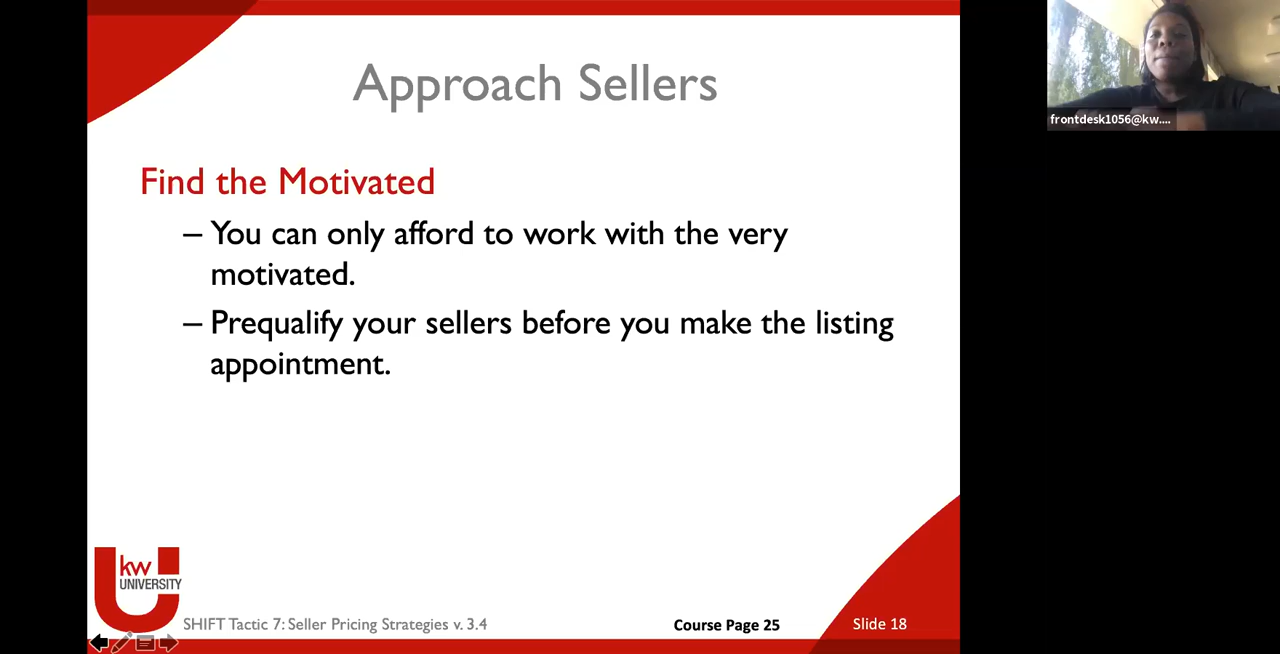 Approach Sellers
frontdesk1056@kw....
Find the Motivated
– You can only afford to work with the very
motivated.
– Prequalify your sellers before you make the listing
appointment.
kw
UNIVERSITY
SHIFT Tactic 7: Seller Pricing Strategies v. 3.4
Course Page 25
Slide 18